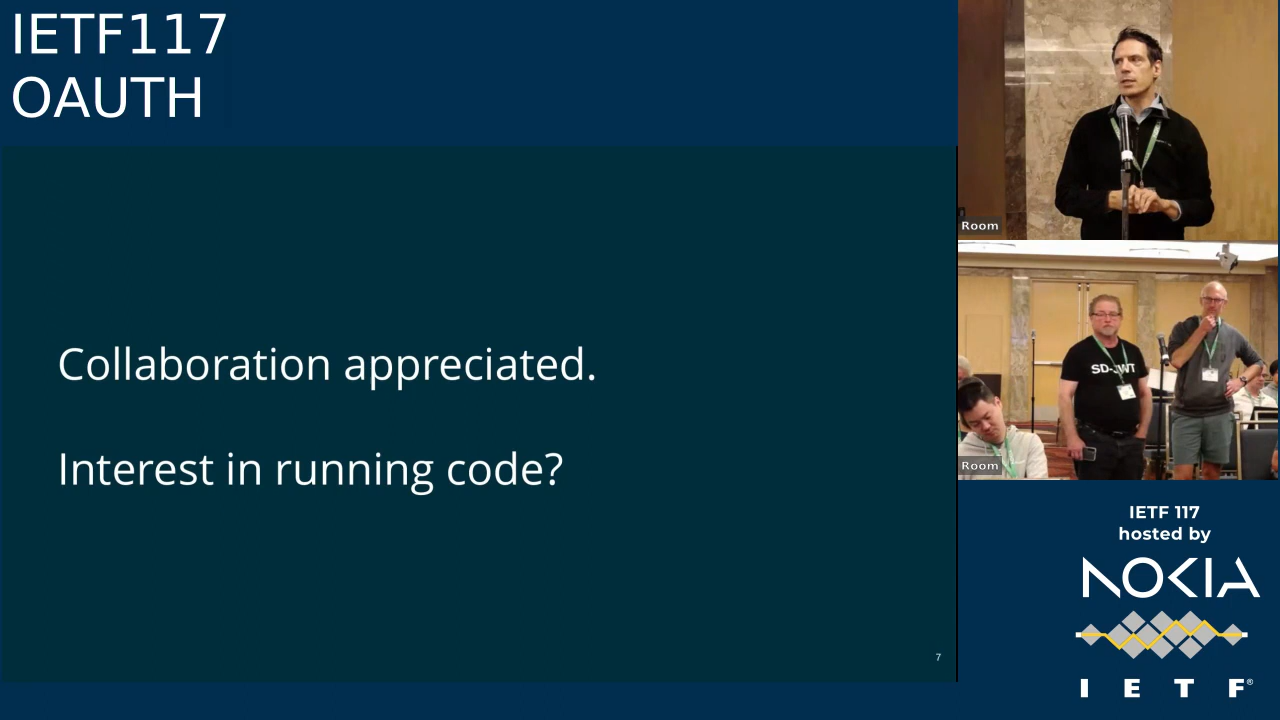 IETF117
OAUTH
Collaboration appreciated.
Interest in running code?
7
Room
SD-JWT
Room
IETF 117
hosted by
NOKIA
I E T F®